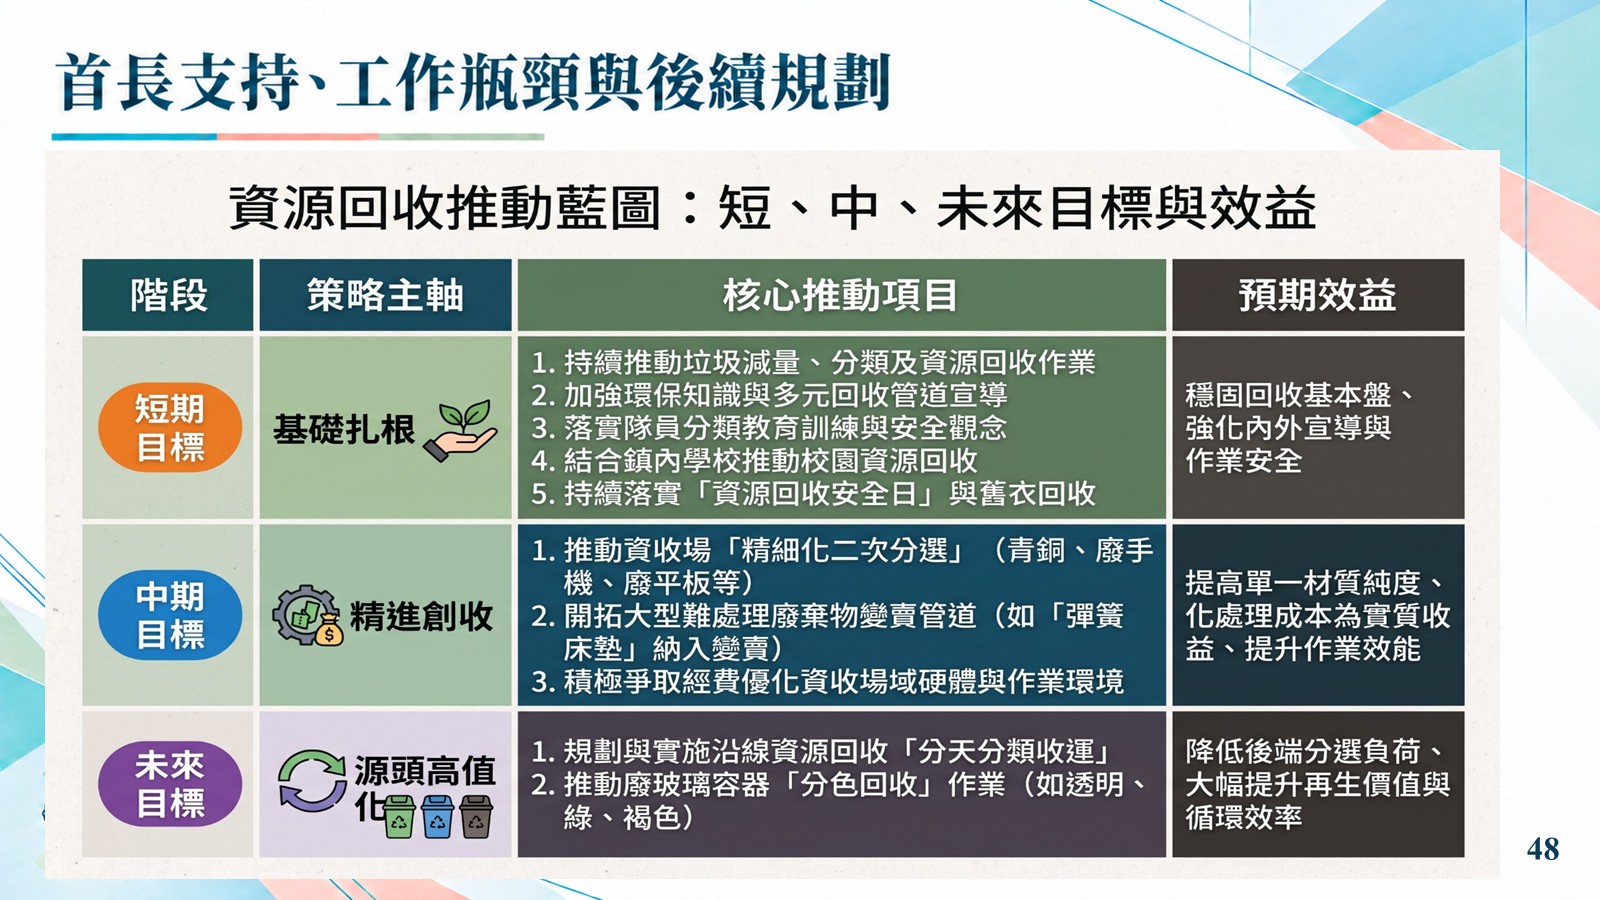 首長支持、工作瓶頸與後續規劃
資源回收推動藍圖：短、中、未來目標與效益
階段
策略主軸
核心推動項目
預期效益
短期
目標
基礎扎根
1. 持續推動垃圾減量、分類及資源回收作業
2. 加強環保知識與多元回收管道宣導
3. 落實隊員分類教育訓練與安全觀念
4. 結合鎮內學校推動校園資源回收
5. 持續落實「資源回收安全日」與舊衣回收
穩固回收基本盤、
強化內外宣導與
作業安全
中期
目標
$
精進創收
1. 推動資收場「精細化二次分選」（青銅、廢手
機、廢平板等）
2. 開拓大型難處理廢棄物變賣管道（如「彈簧
床墊」納入變賣）
3. 積極爭取經費優化資收場域硬體與作業環境
提高單一材質純度、
化處理成本為實質收
益、提升作業效能
未來
目標
源頭高值
化
1. 規劃與實施沿線資源回收「分天分類收運」
2. 推動廢玻璃容器「分色回收」作業（如透明、
綠、褐色）
降低後端分選負荷、
大幅提升再生價值與
循環效率
48